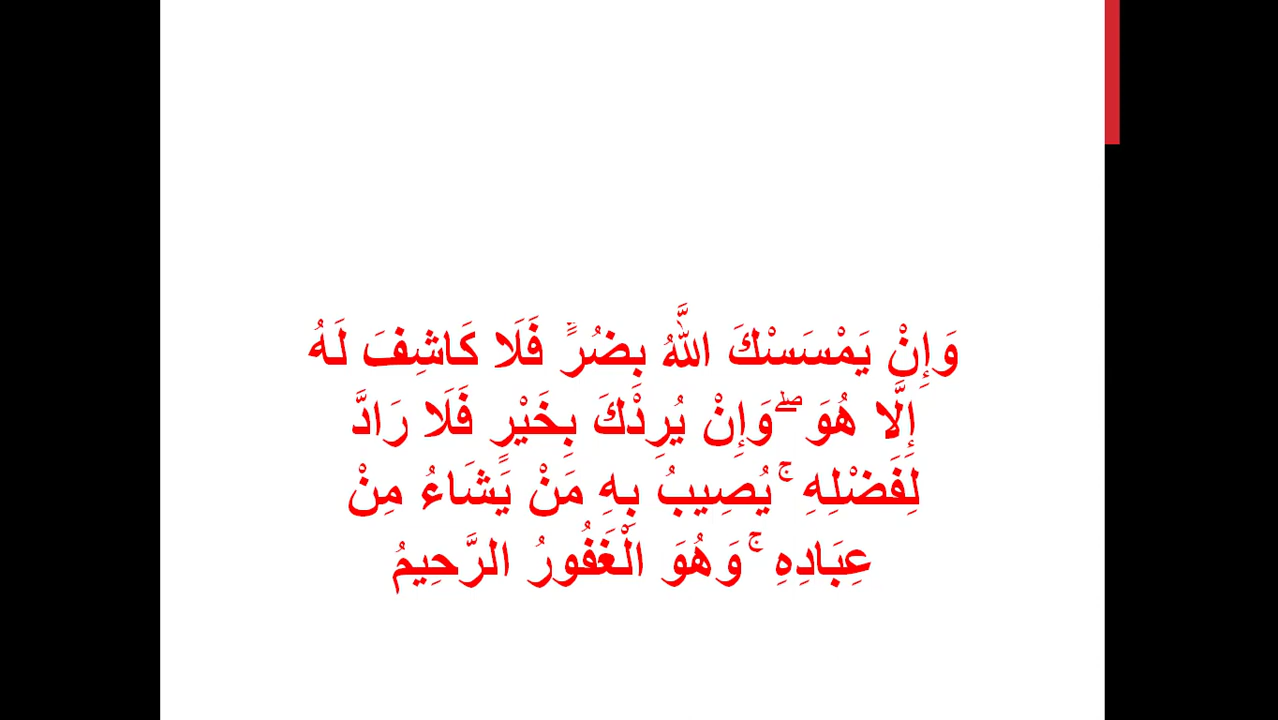 وَإِنْ يَمْسَسْكَ اللَّهُ بِضُرٍّ فَلَا كَاشِفَ لَهُ
إِلَّا هُوَ ۖ وَإِنْ يُرِدْكَ بِخَيْرٍ فَلَا رَادَّ
لِفَضْلِهِ ۚ يُصِيبُ بِهِ مَنْ يَشَاءُ مِنْ
عِبَادِهِ ۚ وَهُوَ الْغَفُورُ الرَّحِيمُ